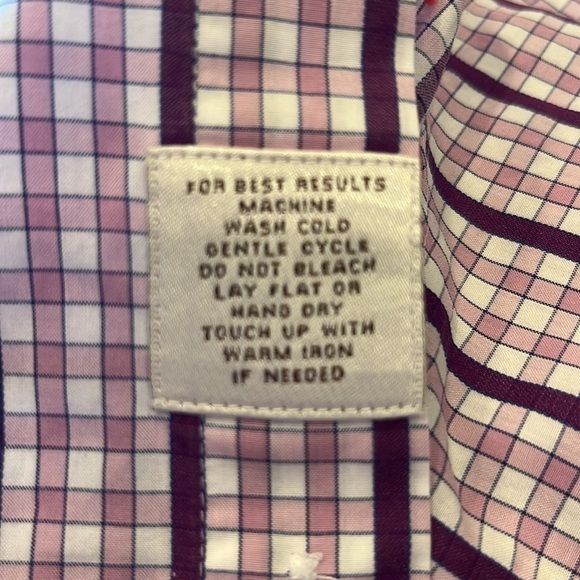 FOR BEST RESULTS
MACHINE
WASH COLD
GENTLE CYCLE
DO NOT BLEACH
LAY FLAT OR
HAND DRY
TOUCH UP WITH
WARM IRON
IF NEEDED